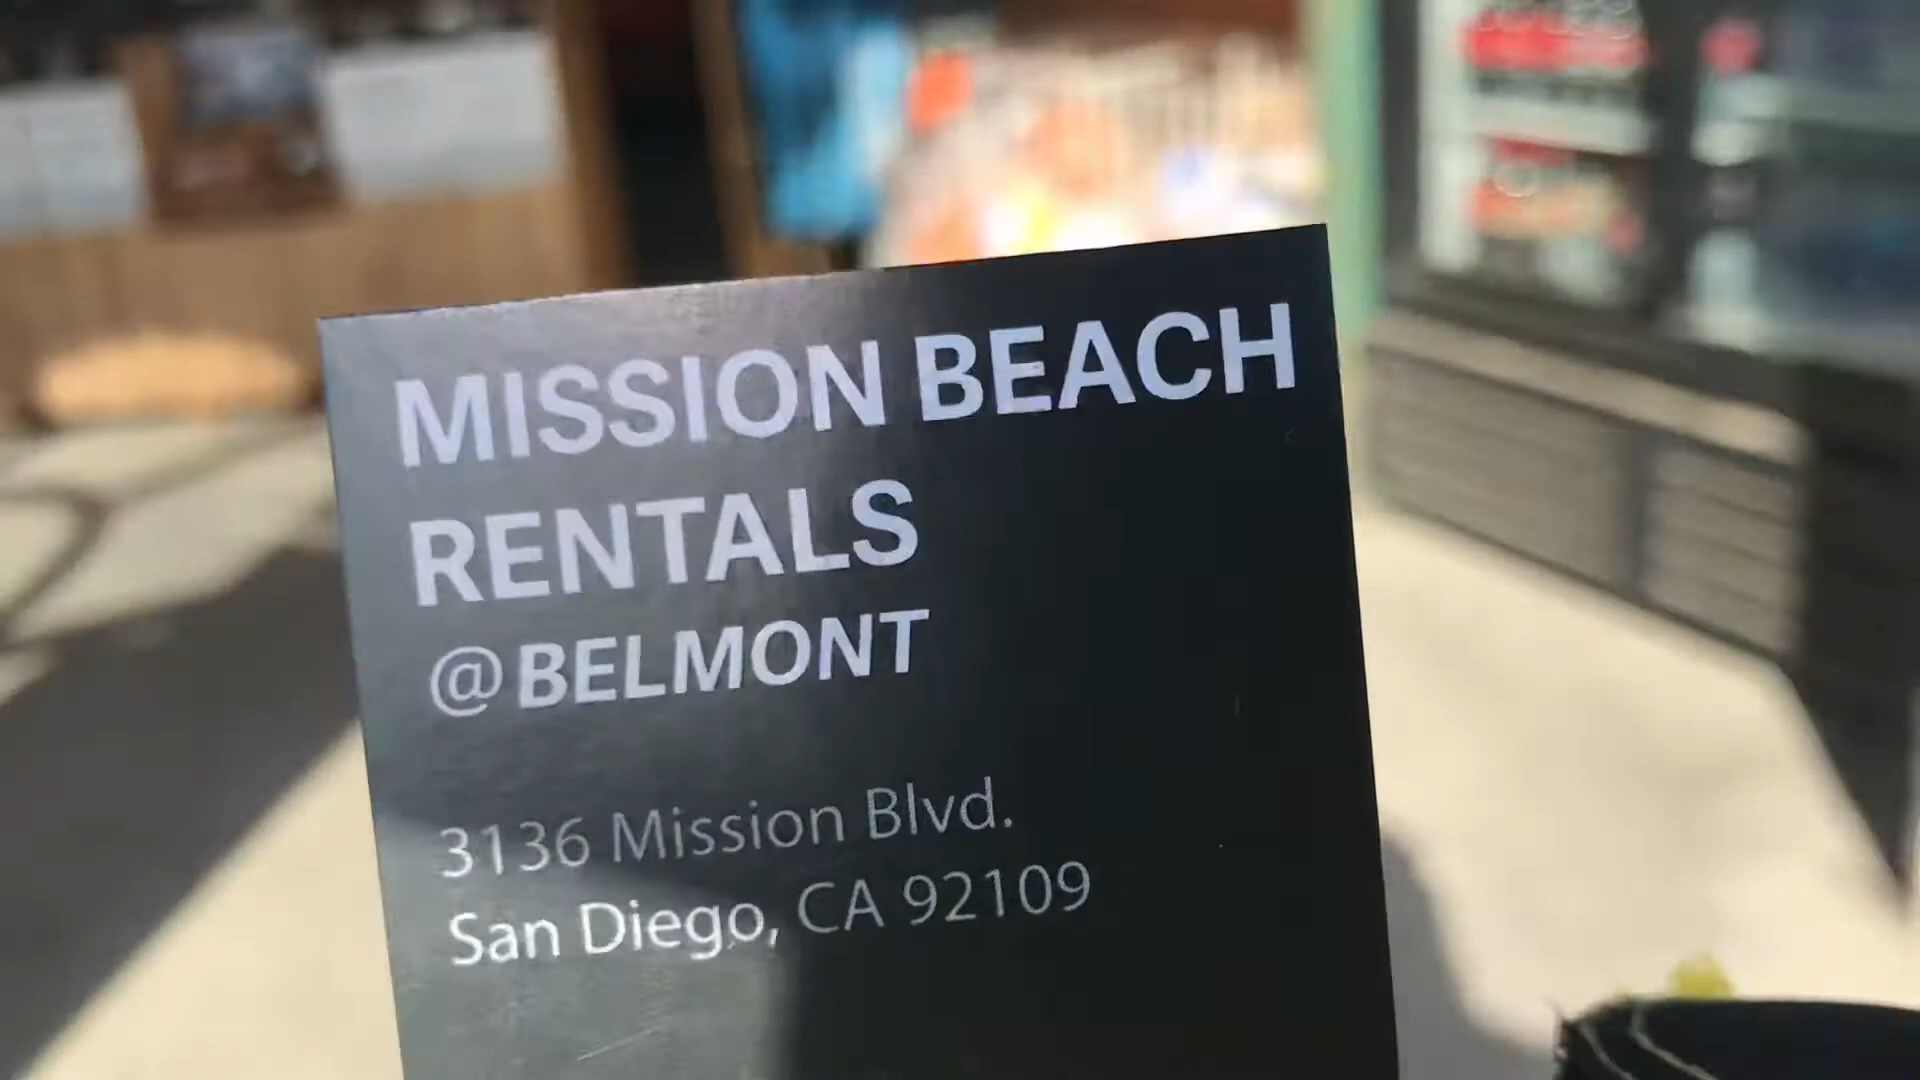 MISSION BEACH
RENTALS
@BELMONT
3136 Mission Blvd.
San Diego, CA 92109